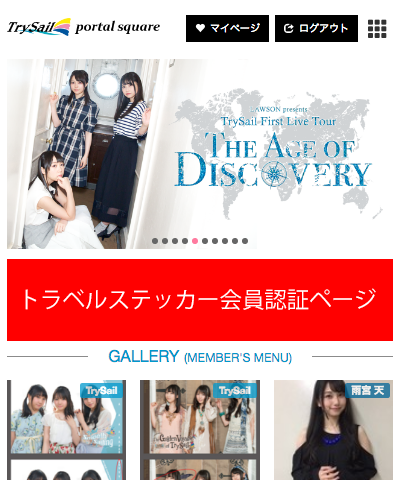 TrySail portal square
マイページ
ログアウト
LAWSON presents
TrySail First Live Tour
THE AGE OF
DISCOVERY
トラベルステッカー会員認証ページ
GALLERY (MEMBER'S MENU)
TrySail
TrySail
雨宮 天